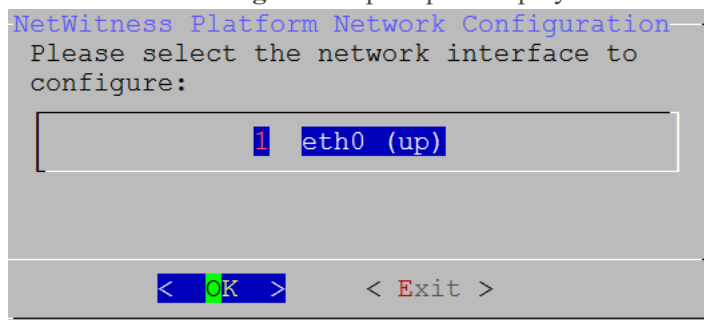 NetWitness Platform Network Configuration
Please select the network interface to
configure:
1 eth0 (up)
< OK > < Exit >